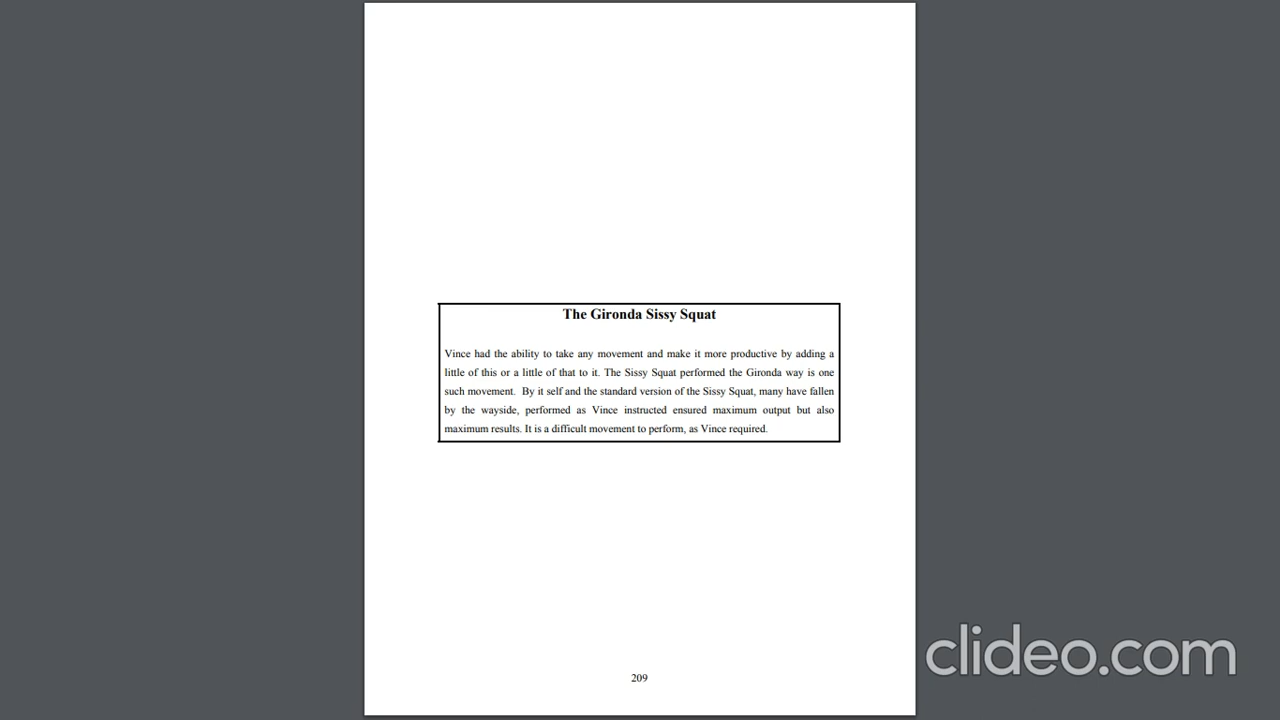 The Gironda Sissy Squat
Vince had the ability to take any movement and make it more productive by adding a
little of this or a little of that to it. The Sissy Squat performed the Gironda way is one
such movement.  By it self and the standard version of the Sissy Squat, many have fallen
by the wayside, performed as Vince instructed ensured maximum output but also
maximum results. It is a difficult movement to perform, as Vince required.
clideo.com
209